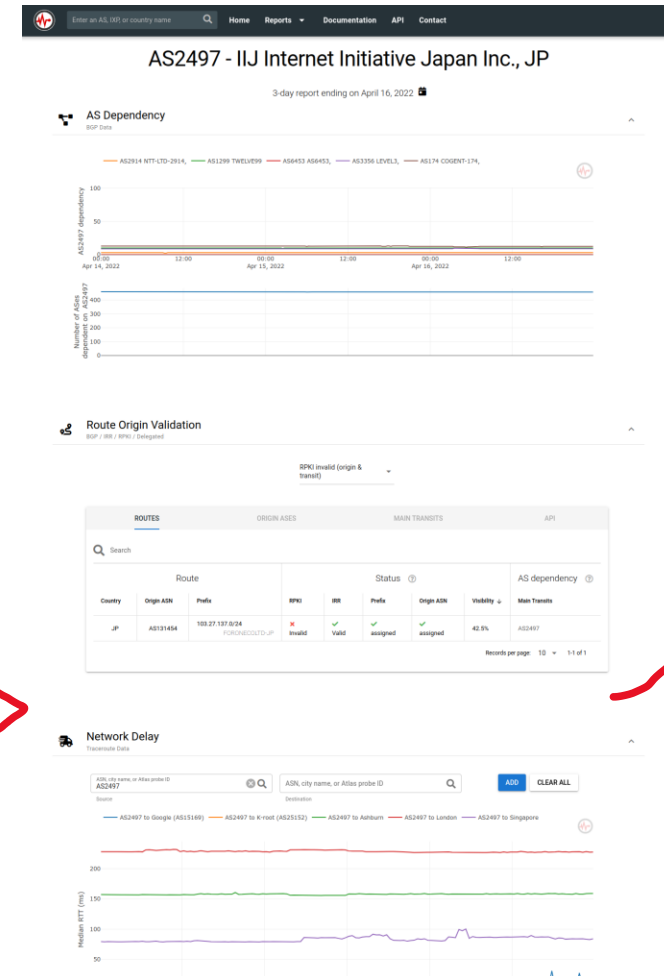 Enter an AS, IXP, or country name Home Reports Documentation API Contact
AS2497 - IIJ Internet Initiative Japan Inc., JP
3-day report ending on April 16, 2022
AS Dependency
BGP Data
AS2914 NTT-LTD-2914, AS1299 TWELVE99 AS6453 AS6453, AS3356 LEVEL3, AS174 COGENT-174,
AS2497 dependency
100
50
0
00:00 12:00 00:00 12:00 00:00 12:00
Apr 14, 2022 Apr 15, 2022 Apr 16, 2022
Number of ASes
dependent on AS2497
400
300
200
100
0
Route Origin Validation
BGP / IRR / RPKI / Delegated
RPKI invalid (origin &
transit)
ROUTES ORIGIN ASES MAIN TRANSITS API
Search
Route Status AS dependency
Country Origin ASN Prefix RPKI IRR Prefix Origin ASN Visibility Main Transits
JP AS131454 103.27.137.0/24 Invalid Valid assigned assigned 42.5% AS2497
Records per page: 10 1-1 of 1
Network Delay
Traceroute Data
ASN, city name, or Atlas probe ID
AS2497
ASN, city name, or Atlas probe ID
ADD CLEAR ALL
Source Destination
AS2497 to Google (AS15169) AS2497 to K-root (AS25152) AS2497 to Ashburn AS2497 to London AS2497 to Singapore
Median RTT (ms)
200
150
100
50